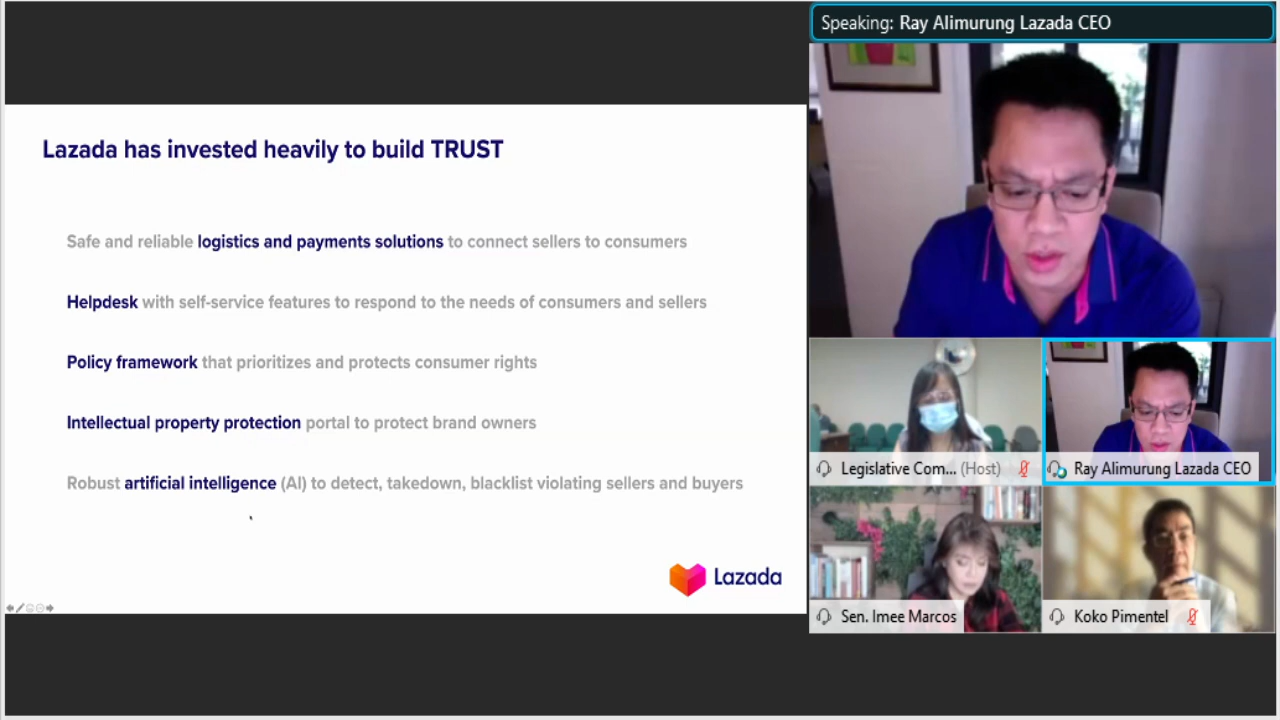 Speaking: Ray Alimurung Lazada CEO
Lazada has invested heavily to build TRUST
Safe and reliable logistics and payments solutions to connect sellers to consumers
Helpdesk with self-service features to respond to the needs of consumers and sellers
Policy framework that prioritizes and protects consumer rights
Intellectual property protection portal to protect brand owners
Robust artificial intelligence (AI) to detect, takedown, blacklist violating sellers and buyers
Lazada
Legislative Com... (Host)
Ray Alimurung Lazada CEO
Sen. Imee Marcos
Koko Pimentel